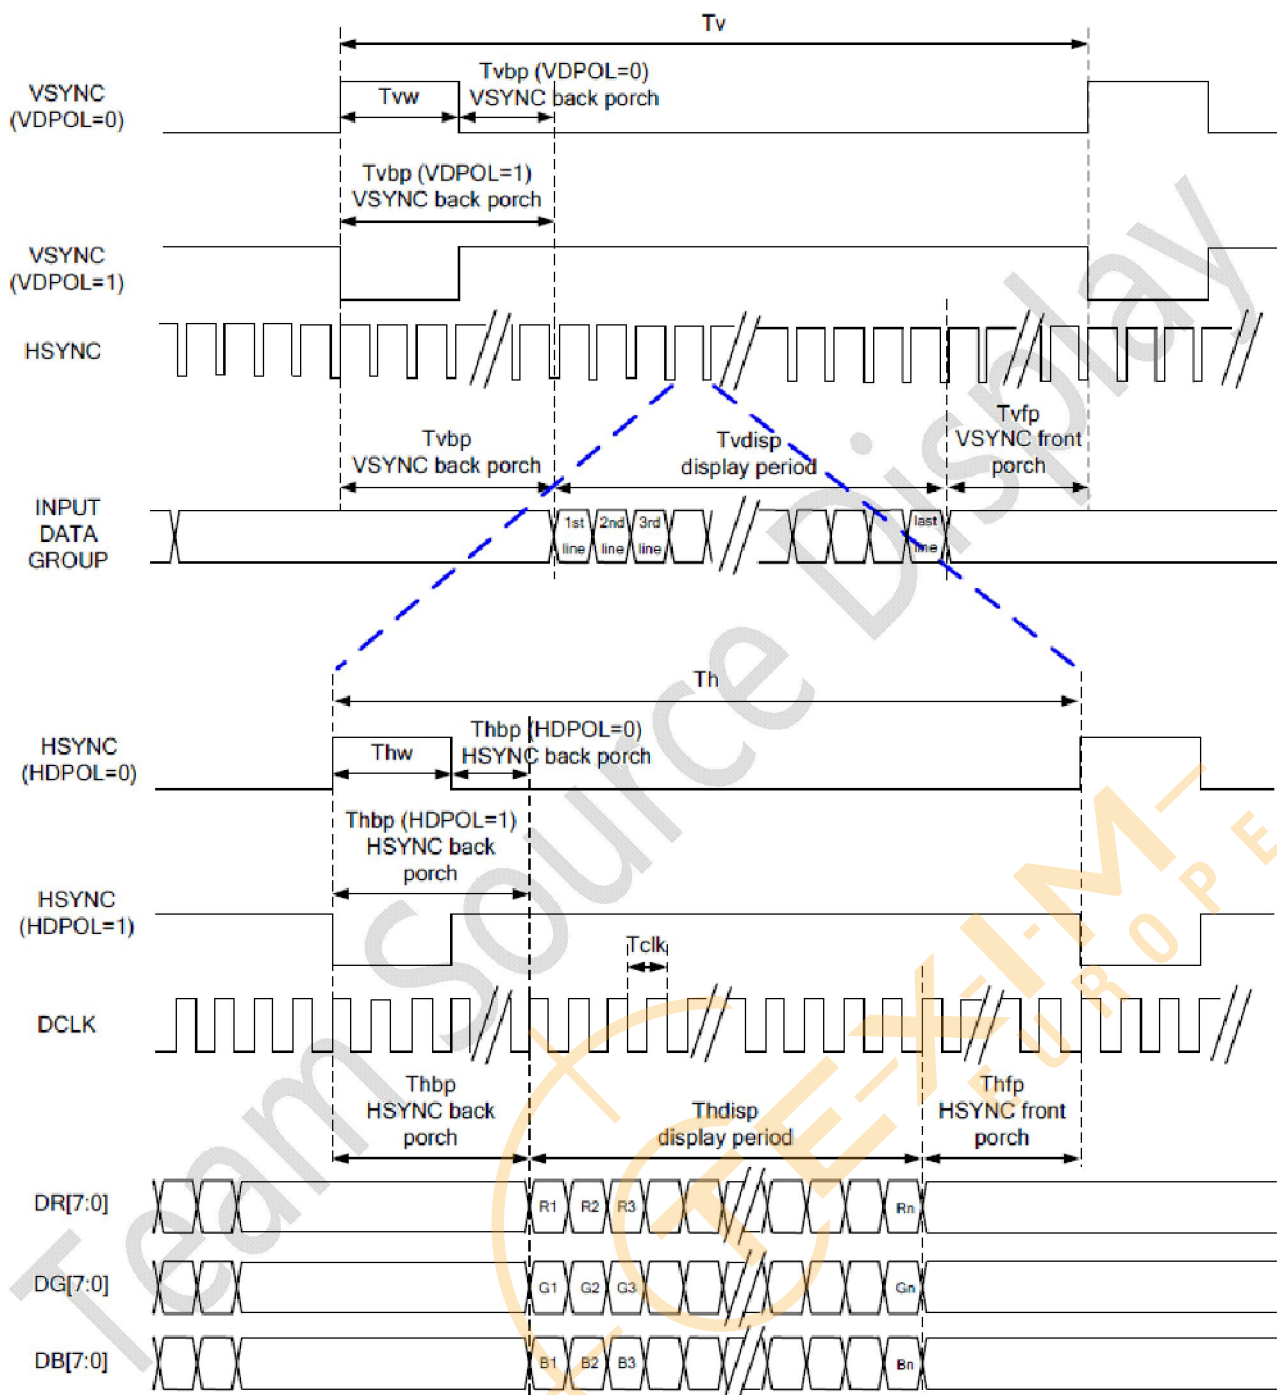 Tv
VSYNC
(VDPOL=0)
Tvw
Tvbp (VDPOL=0)
VSYNC back porch
Tvbp (VDPOL=1)
VSYNC back porch
VSYNC
(VDPOL=1)
HSYNC
Tvbp
VSYNC back porch
Tvdisp
display period
Tvfp
VSYNC front
porch
INPUT
DATA
GROUP
1st
line
2nd
line
3rd
line
last
line
Th
HSYNC
(HDPOL=0)
Thw
Thbp (HDPOL=0)
HSYNC back porch
Thbp (HDPOL=1)
HSYNC back
porch
HSYNC
(HDPOL=1)
Tclk
DCLK
Thbp
HSYNC back
porch
Thdisp
display period
Thfp
HSYNC front
porch
DR[7:0]
R1 R2 R3 Rn
DG[7:0]
G1 G2 G3 Gn
DB[7:0]
B1 B2 B3 Bn
Team Source Display
TEXIM
EUROPE